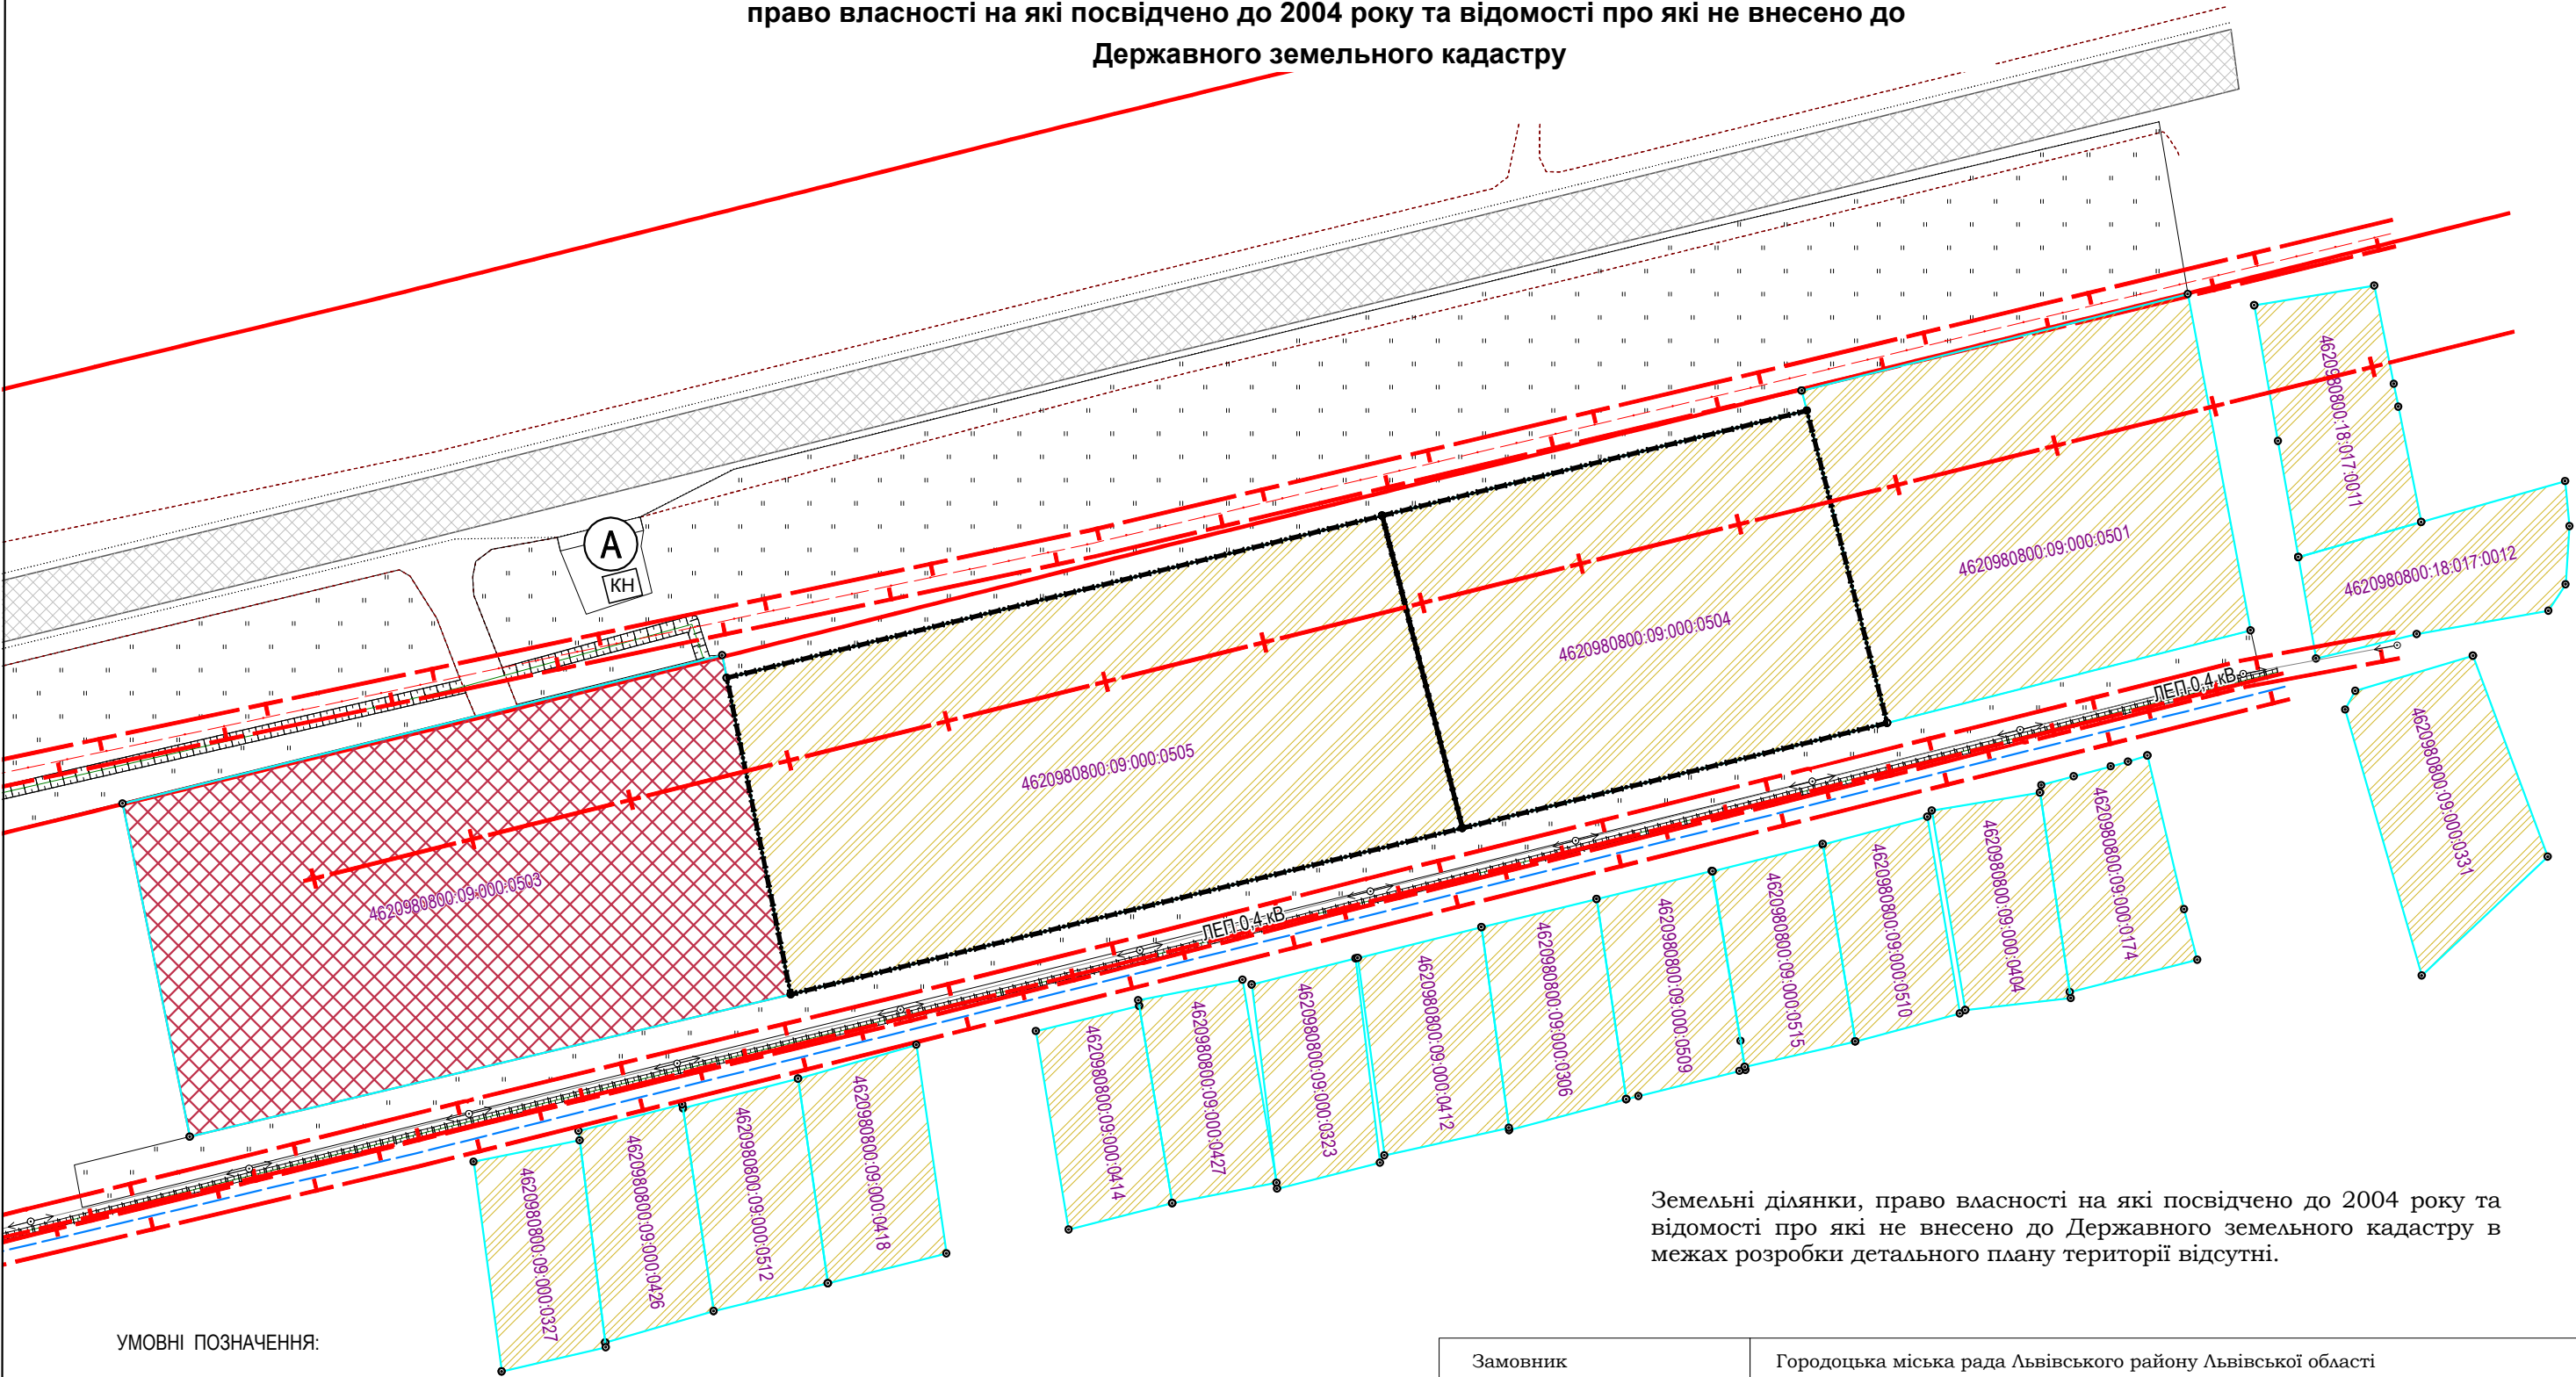 право власності на які посвідчено до 2004 року та відомості про які не внесено до
Державного земельного кадастру
А
КН
4620980800:18:017:0011
4620980800:09:000:0501
4620980800:18:017:0012
4620980800:09:000:0504
4620980800:09:000:0505
4620980800:09:000:0503
ЛЕП 0,4 кВ
ЛЕП 0,4 кВ
4620980800:09:000:0331
4620980800:09:000:0174
4620980800:09:000:0404
4620980800:09:000:0510
4620980800:09:000:0515
4620980800:09:000:0509
4620980800:09:000:0306
4620980800:09:000:0412
4620980800:09:000:0323
4620980800:09:000:0427
4620980800:09:000:0414
4620980800:09:000:0418
4620980800:09:000:0512
4620980800:09:000:0426
4620980800:09:000:0327
Земельні ділянки, право власності на які посвідчено до 2004 року та
відомості про які не внесено до Державного земельного кадастру в
межах розробки детального плану території відсутні.
УМОВНІ ПОЗНАЧЕННЯ:
Замовник
Городоцька міська рада Львівського району Львівської області